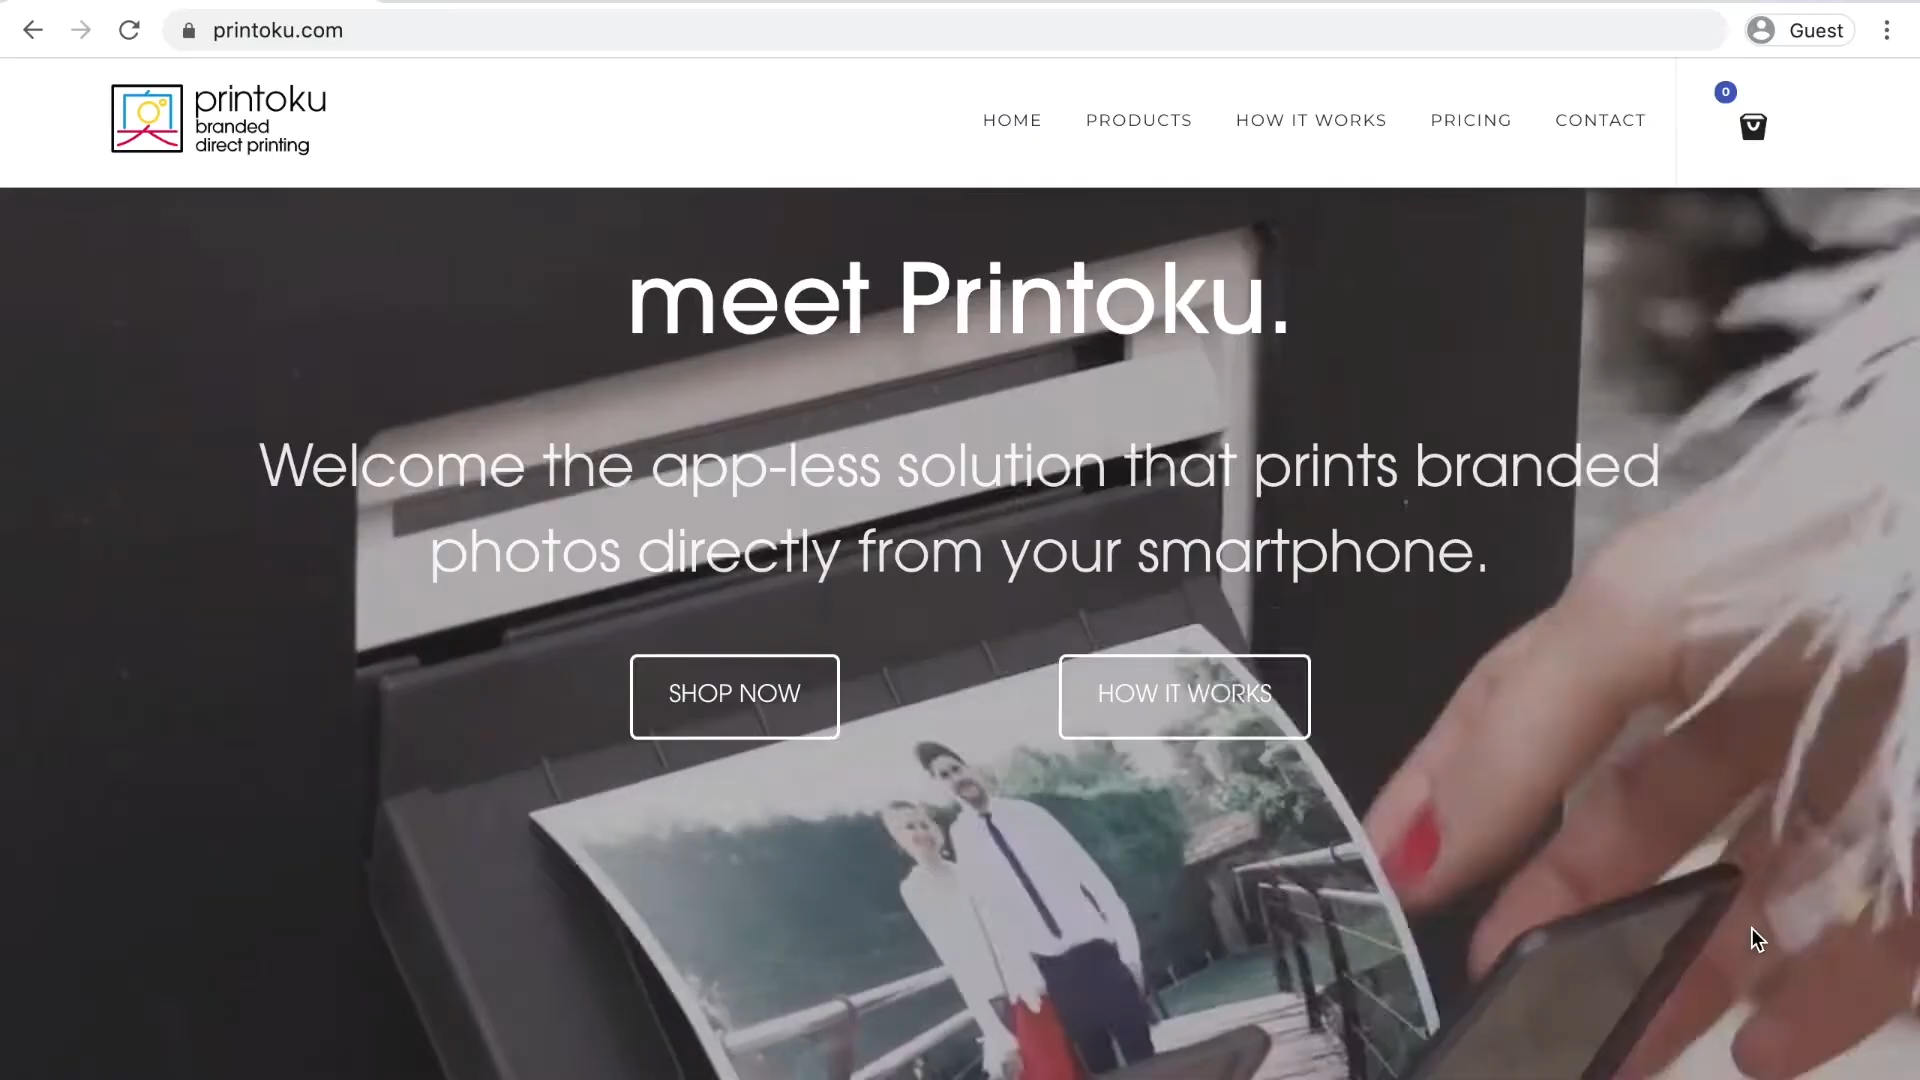 printoku.com
Guest
printoku
branded
direct printing
HOME
PRODUCTS
HOW IT WORKS
PRICING
CONTACT
0
meet Printoku.
Welcome the app-less solution that prints branded
photos directly from your smartphone.
SHOP NOW
HOW IT WORKS